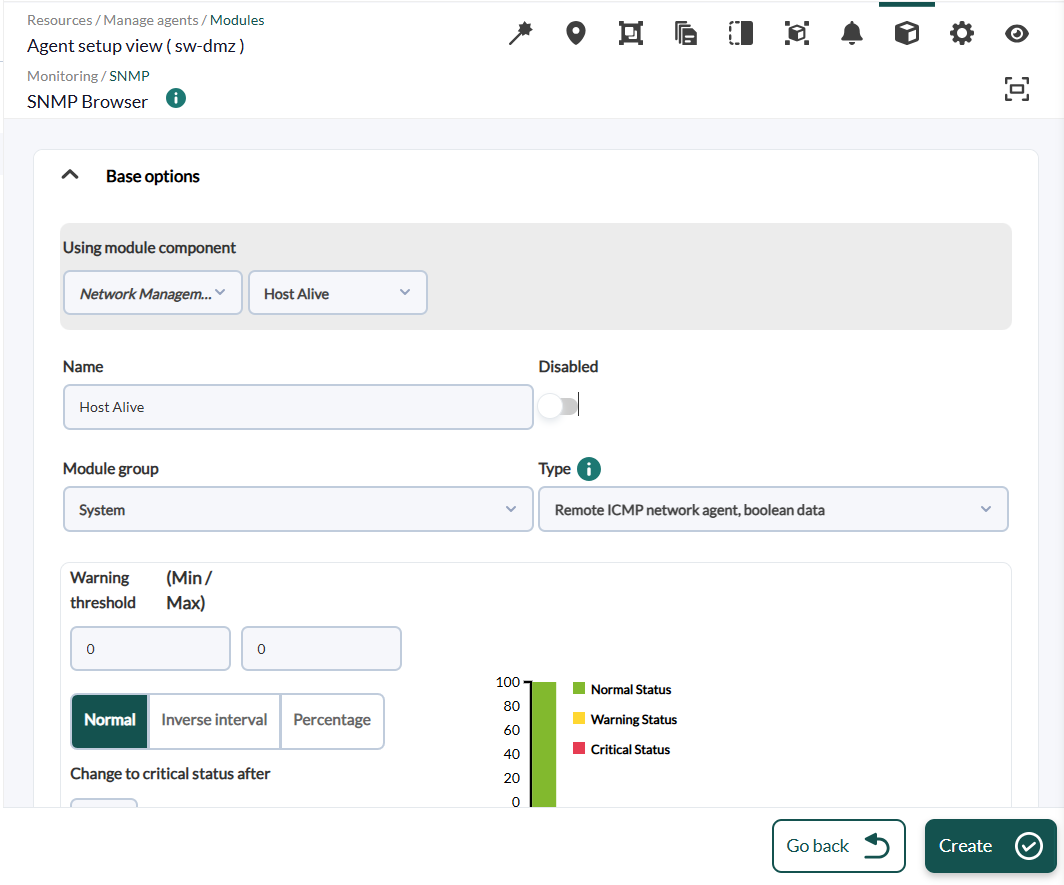 Resources / Manage agents / Modules
Agent setup view ( sw-dmz )
Monitoring / SNMP
SNMP Browser
Base options
Using module component
Network Managem...
Host Alive
Name
Disabled
Host Alive
Module group
Type
System
Remote ICMP network agent, boolean data
Warning threshold
(Min / Max)
0
0
Normal
Inverse interval
Percentage
Change to critical status after
100
80
60
40
20
0
Normal Status
Warning Status
Critical Status
Go back
Create